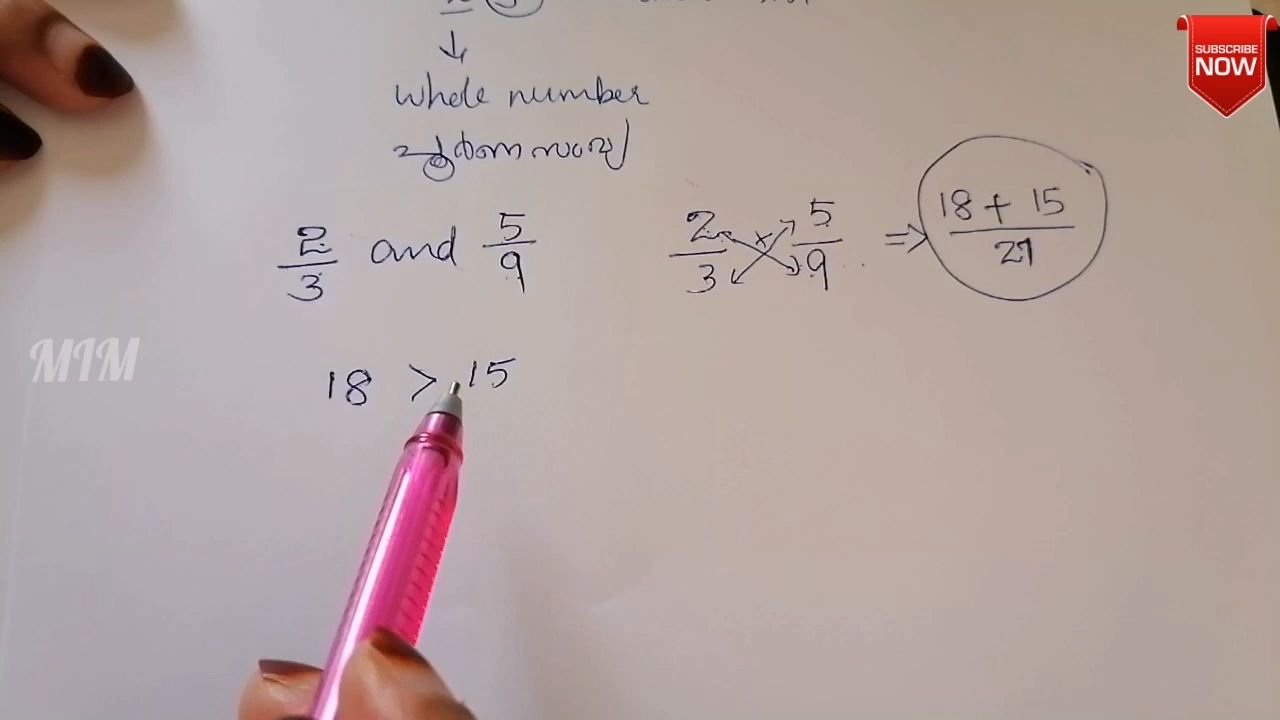 ↓
whole number
പൂർണസംഖ്യ
2/3 and 5/9
2/3 × 5/9 ⇒ 18 + 15/27
18 > 15
SUBSCRIBE
NOW
MIM